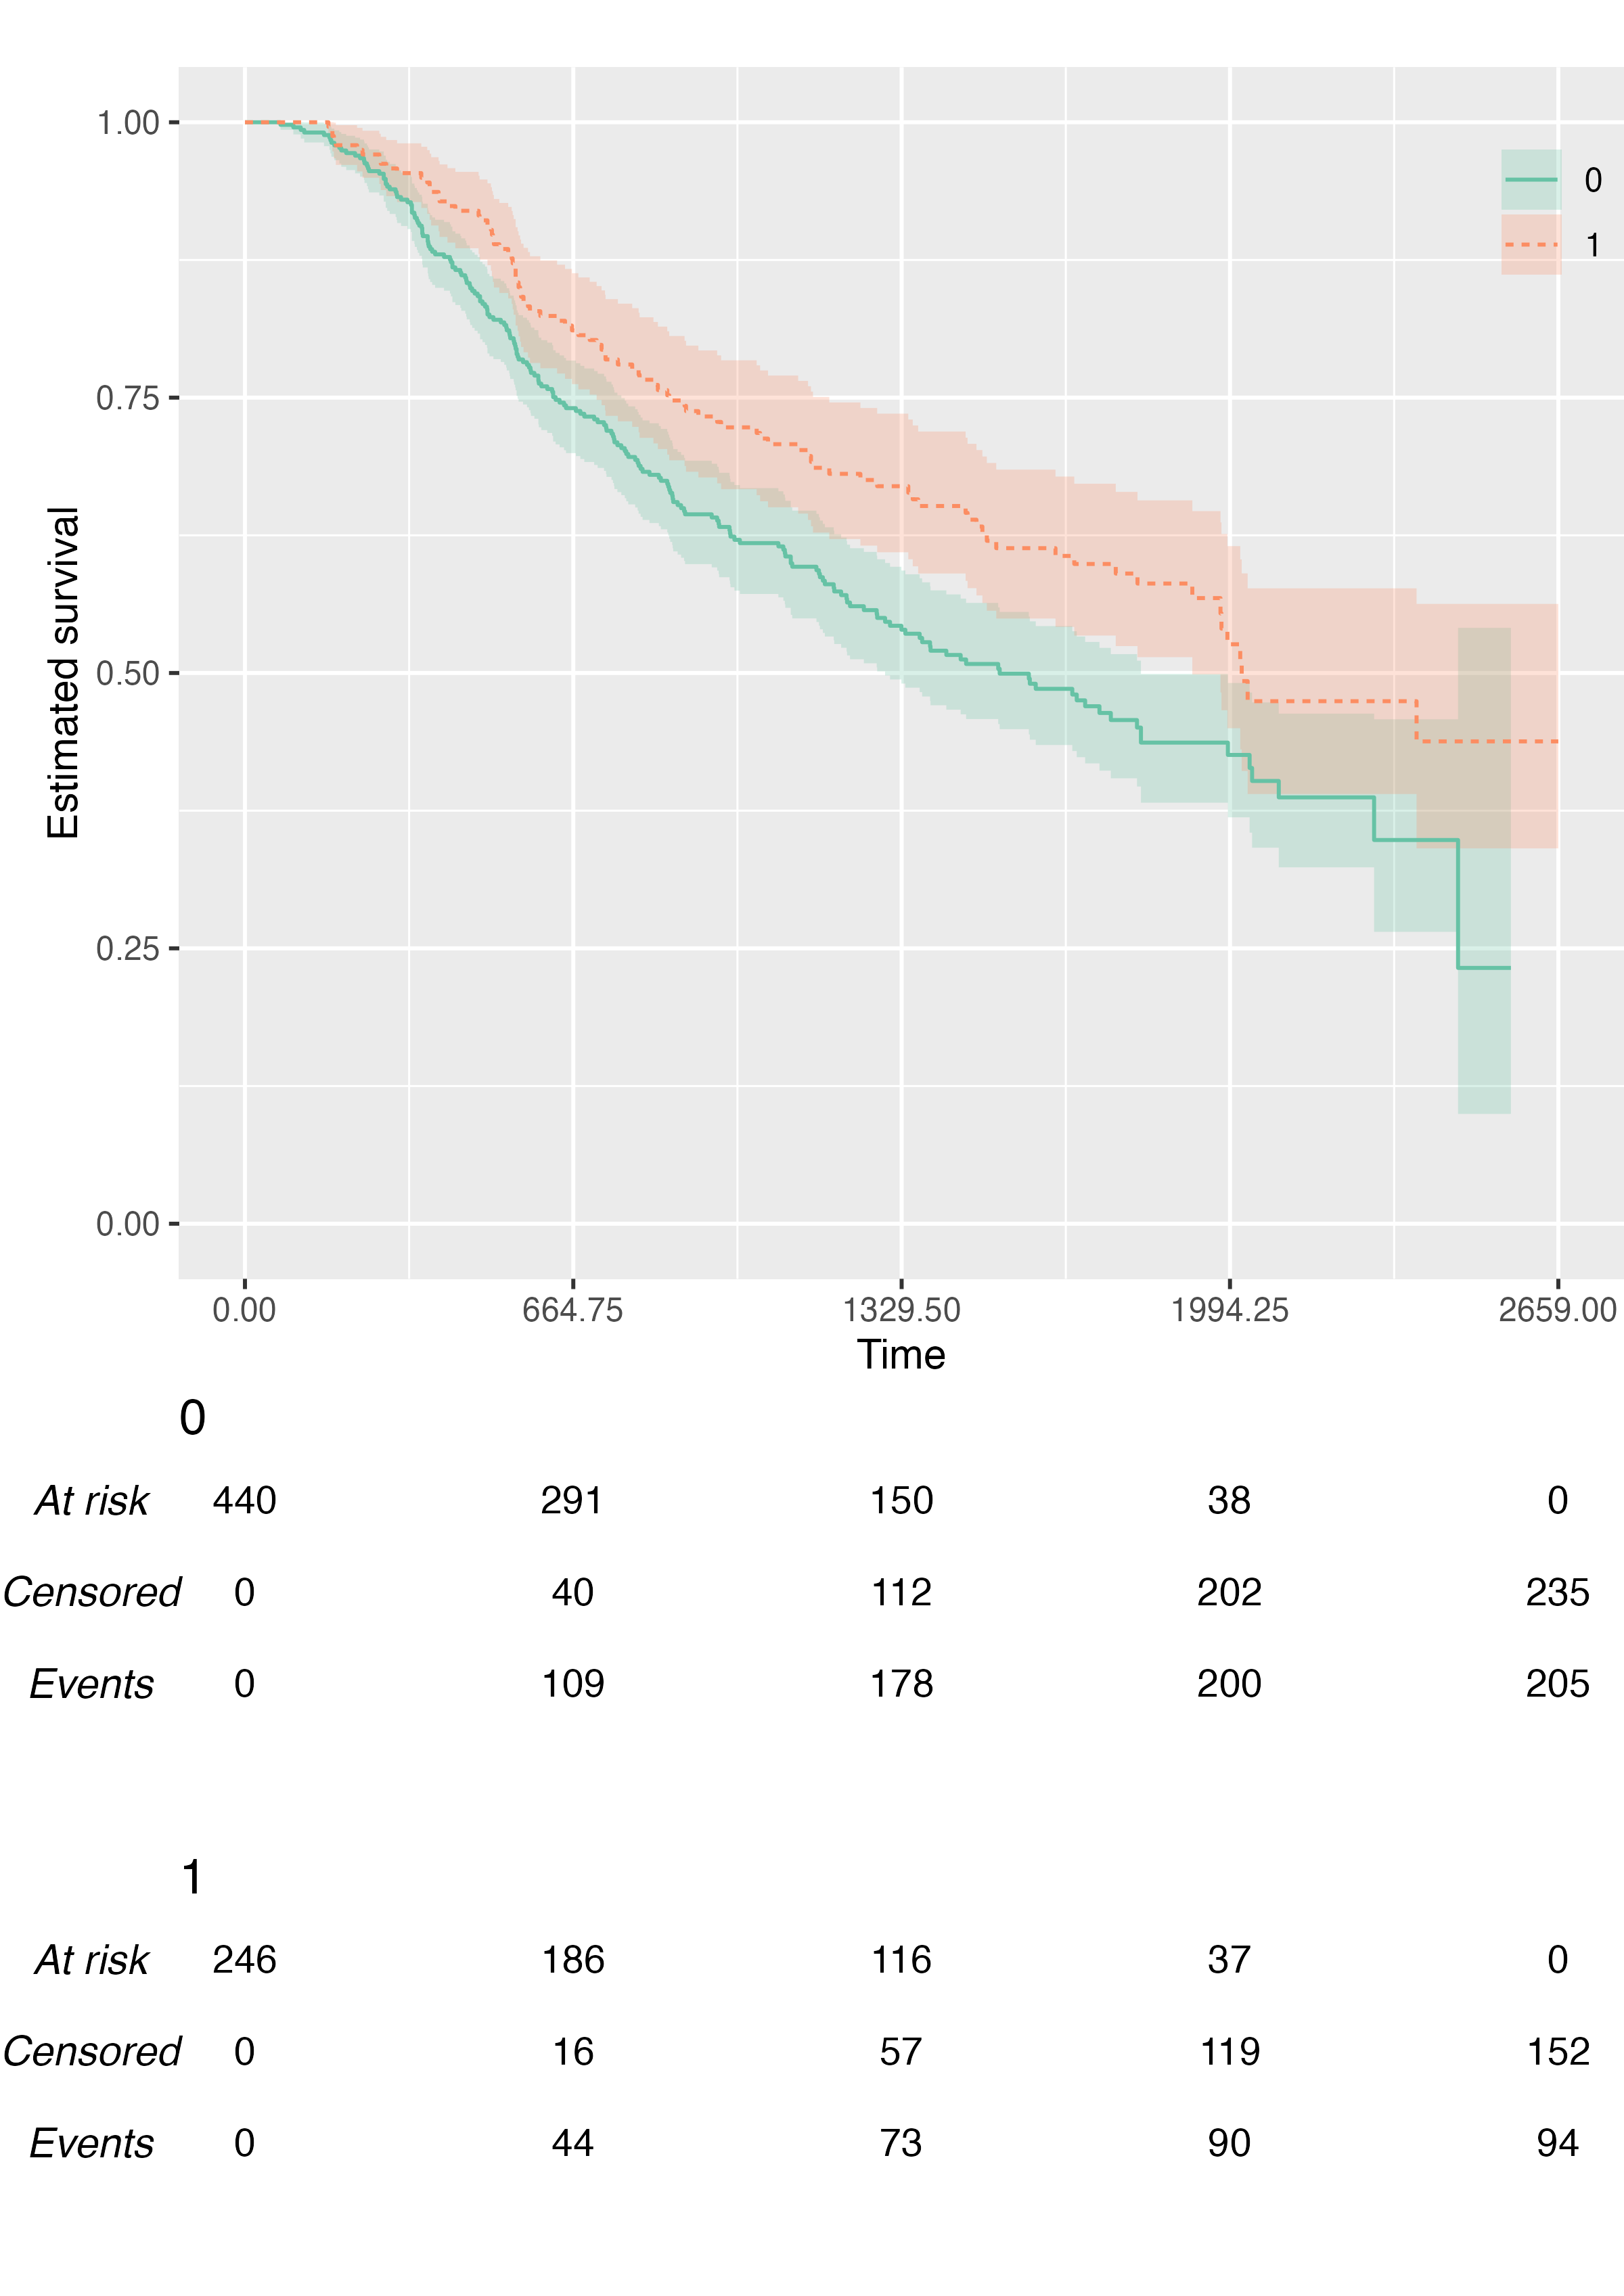 1.00
0.75
0.50
0.25
0.00
Estimated survival
0
1
0.00 664.75 1329.50 1994.25 2659.00
Time
0
At risk 440 291 150 38 0
Censored 0 40 112 202 235
Events 0 109 178 200 205
1
At risk 246 186 116 37 0
Censored 0 16 57 119 152
Events 0 44 73 90 94